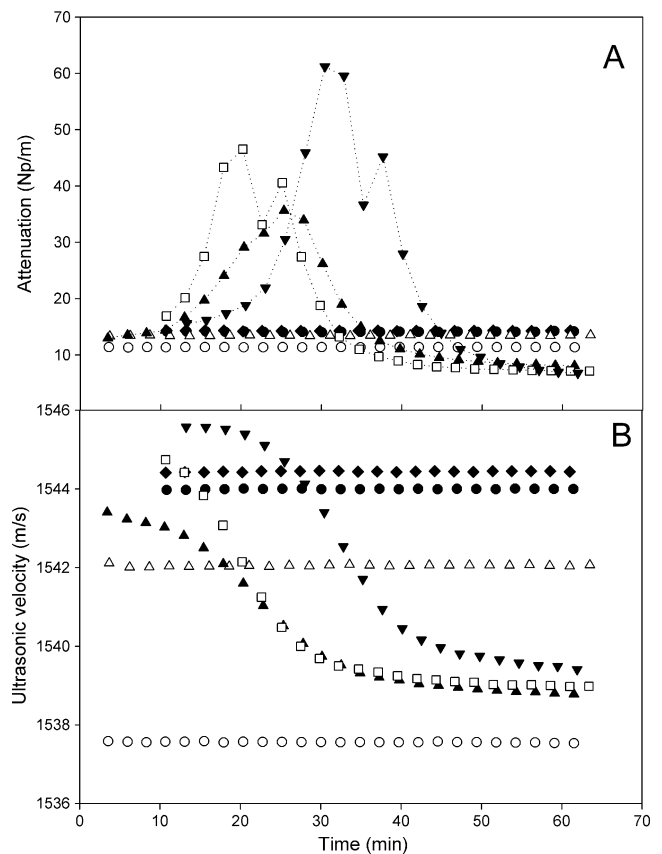 70
60
50
40
30
20
10
Attenuation (Np/m)
A
1546
1544
1542
1540
1538
1536
Ultrasonic velocity (m/s)
B
0 10 20 30 40 50 60 70
Time (min)